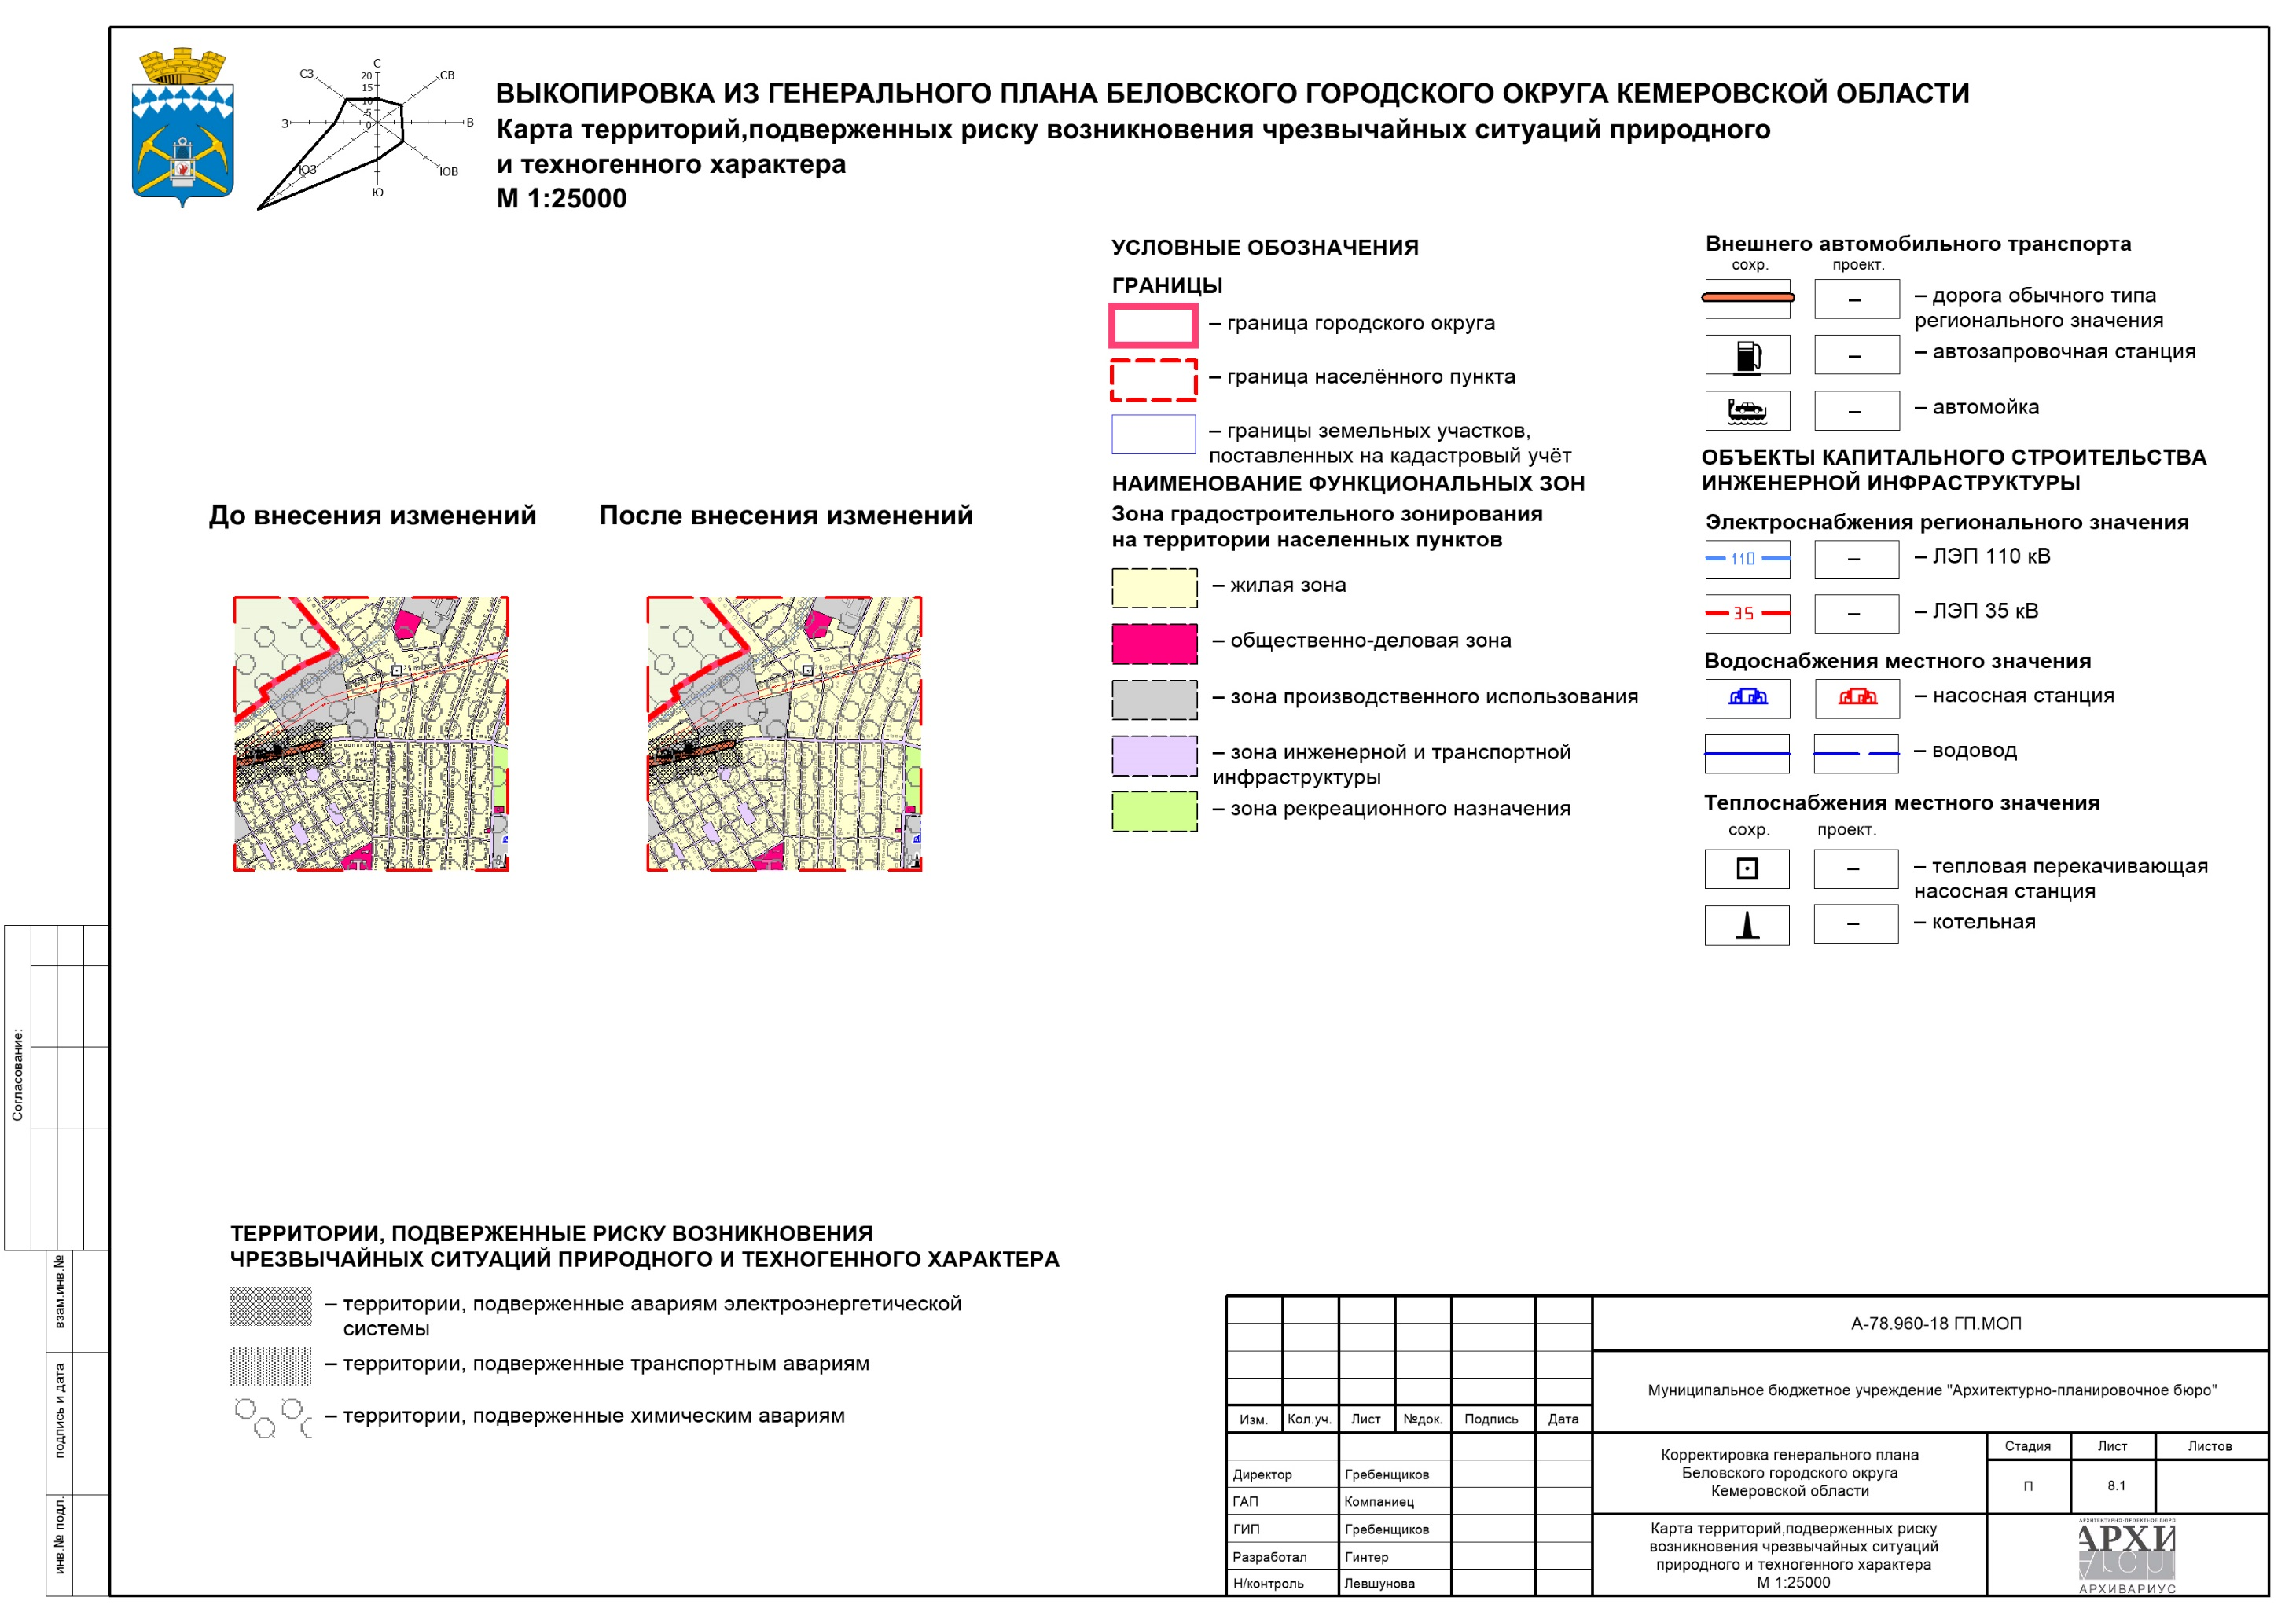 ВЫКОПИРОВКА ИЗ ГЕНЕРАЛЬНОГО ПЛАНА БЕЛОВСКОГО ГОРОДСКОГО ОКРУГА КЕМЕРОВСКОЙ ОБЛАСТИ
Карта территорий,подверженных риску возникновения чрезвычайных ситуаций природного
и техногенного характера
М 1:25000
С
СВ
В
ЮВ
Ю
ЮЗ
З
СЗ
20
15
10
5
0
До внесения изменений
После внесения изменений
УСЛОВНЫЕ ОБОЗНАЧЕНИЯ
ГРАНИЦЫ
– граница городского округа
– граница населённого пункта
– границы земельных участков,
поставленных на кадастровый учёт
НАИМЕНОВАНИЕ ФУНКЦИОНАЛЬНЫХ ЗОН
Зона градостроительного зонирования
на территории населенных пунктов
– жилая зона
– общественно-деловая зона
– зона производственного использования
– зона инженерной и транспортной
инфраструктуры
– зона рекреационного назначения
Внешнего автомобильного транспорта
сохр. проект.
– – дорога обычного типа
регионального значения
– – автозапровочная станция
– – автомойка
ОБЪЕКТЫ КАПИТАЛЬНОГО СТРОИТЕЛЬСТВА
ИНЖЕНЕРНОЙ ИНФРАСТРУКТУРЫ
Электроснабжения регионального значения
110 – – ЛЭП 110 кВ
35 – – ЛЭП 35 кВ
Водоснабжения местного значения
– насосная станция
– водовод
Теплоснабжения местного значения
сохр. проект.
– – тепловая перекачивающая
насосная станция
– – котельная
ТЕРРИТОРИИ, ПОДВЕРЖЕННЫЕ РИСКУ ВОЗНИКНОВЕНИЯ
ЧРЕЗВЫЧАЙНЫХ СИТУАЦИЙ ПРИРОДНОГО И ТЕХНОГЕННОГО ХАРАКТЕРА
– территории, подверженные авариям электроэнергетической
системы
– территории, подверженные транспортным авариям
– территории, подверженные химическим авариям
Согласование:
взам.инв.№
подпись и дата
инв.№ подл.
А-78.960-18 ГП.МОП
Муниципальное бюджетное учреждение "Архитектурно-планировочное бюро"
Изм. Кол.уч. Лист №док. Подпись Дата
Директор Гребенщиков
ГАП Компаниец
ГИП Гребенщиков
Разработал Гинтер
Н/контроль Левшунова
Корректировка генерального плана
Беловского городского округа
Кемеровской области
Стадия Лист Листов
П 8.1
Карта территорий,подверженных риску
возникновения чрезвычайных ситуаций
природного и техногенного характера
М 1:25000
АРХИТЕКТУРНО-ПРОЕКТНОЕ БЮРО
АРХИ
АРХИВАРИУС